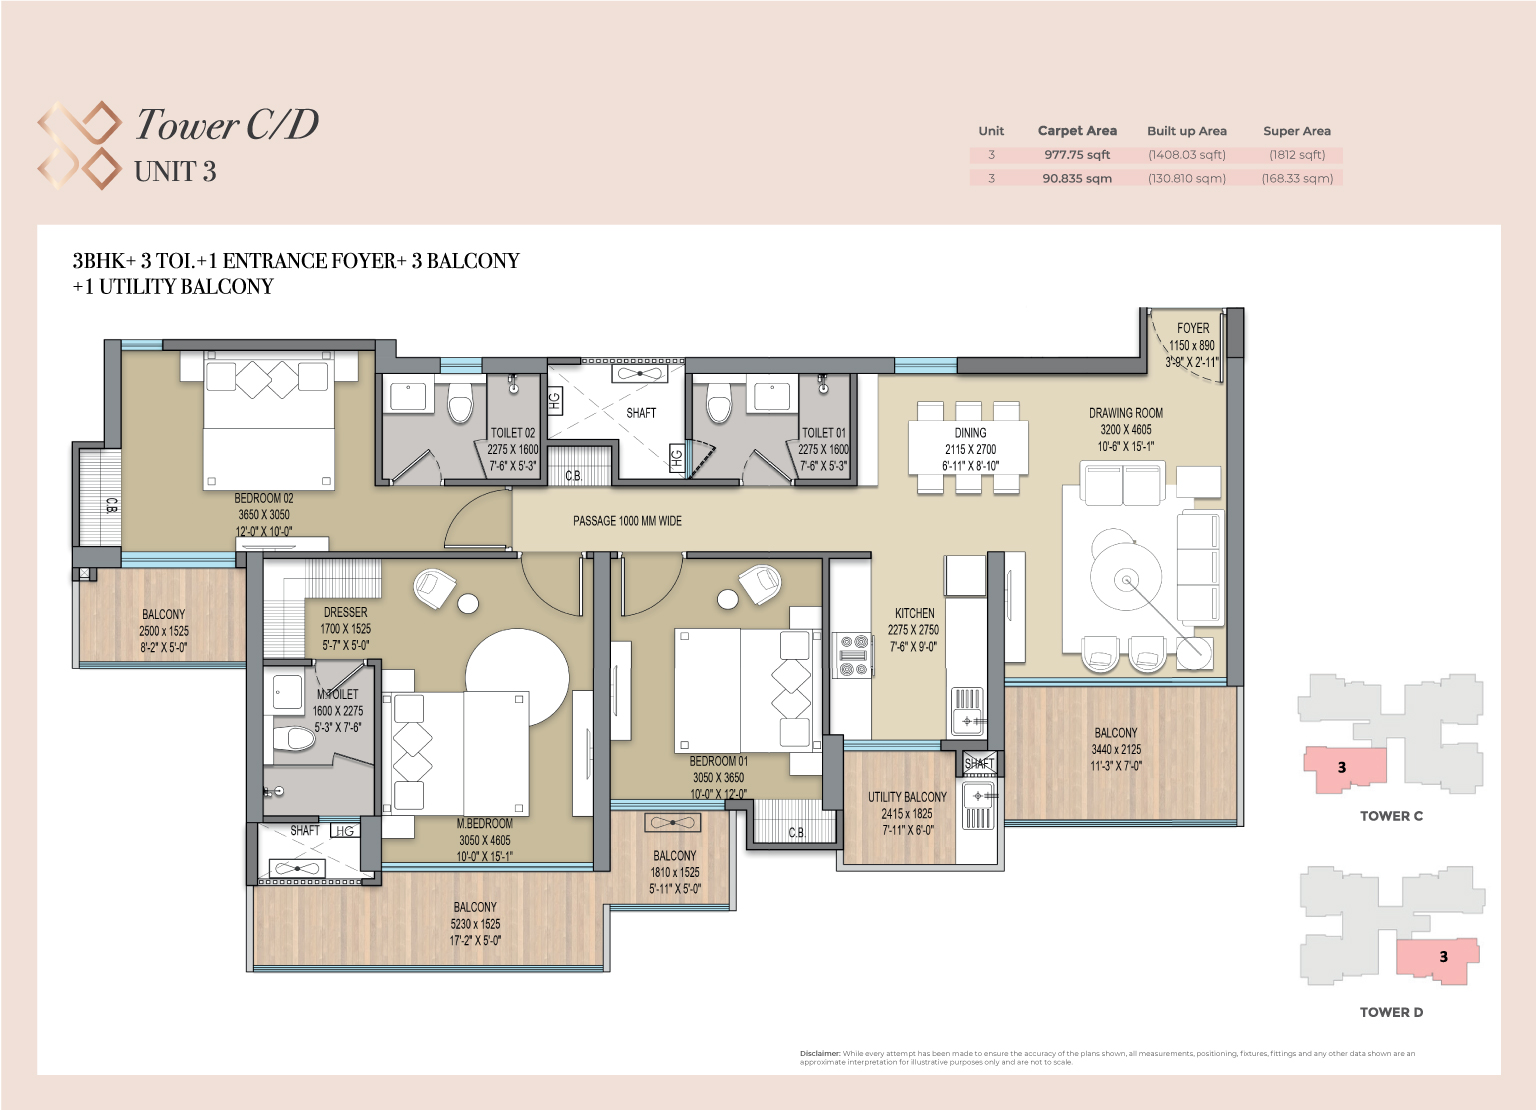 Tower C/D
UNIT 3
Unit Carpet Area Built up Area Super Area
3 977.75 sqft (1408.03 sqft) (1812 sqft)
3 90.835 sqm (130.810 sqm) (168.33 sqm)
3BHK+ 3 TOI.+1 ENTRANCE FOYER+ 3 BALCONY
+1 UTILITY BALCONY
FOYER
1150 x 890
3'-9" X 2'-11"
DRAWING ROOM
3200 X 4605
10'-6" X 15'-1"
DINING
2115 X 2700
6'-11" X 8'-10"
TOILET 01
2275 X 1600
7'-6" X 5'-3"
SHAFT
HG
HG
C.B.
TOILET 02
2275 X 1600
7'-6" X 5'-3"
BEDROOM 02
3650 X 3050
12'-0" X 10'-0"
C.B.
PASSAGE 1000 MM WIDE
BALCONY
2500 x 1525
8'-2" X 5'-0"
DRESSER
1700 X 1525
5'-7" X 5'-0"
M.TOILET
1600 X 2275
5'-3" X 7'-6"
SHAFT
HG
M.BEDROOM
3050 X 4605
10'-0" X 15'-1"
BEDROOM 01
3050 X 3650
10'-0" X 12'-0"
C.B.
KITCHEN
2275 X 2750
7'-6" X 9'-0"
SHAFT
UTILITY BALCONY
2415 x 1825
7'-11" X 6'-0"
BALCONY
3440 x 2125
11'-3" X 7'-0"
BALCONY
1810 x 1525
5'-11" X 5'-0"
BALCONY
5230 x 1525
17'-2" X 5'-0"
3
TOWER C
3
TOWER D
Disclaimer: While every attempt has been made to ensure the accuracy of the plans shown, all measurements, positioning, fixtures, fittings and any other data shown are an
approximate interpretation for illustrative purposes only and are not to scale.